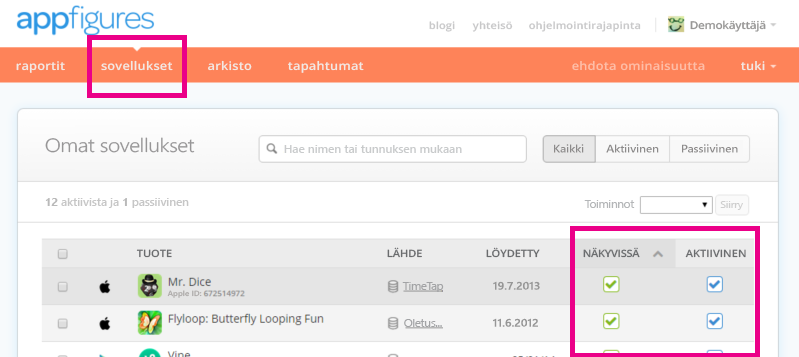 appfigures
blogi yhteisö ohjelmointirajapinta Demokäyttäjä
raportit sovellukset arkisto tapahtumat ehdota ominaisuutta tuki
Omat sovellukset Hae nimen tai tunnuksen mukaan Kaikki Aktiivinen Passiivinen
12 aktiivista ja 1 passiivinen Toiminnot Siirry
TUOTE LÄHDE LÖYDETTY NÄKYVISSÄ AKTIIVINEN
Mr. Dice TimeTap 19.7.2013
Apple ID: 672514972
Flyloop: Butterfly Looping Fun Oletus... 11.6.2012
Vine